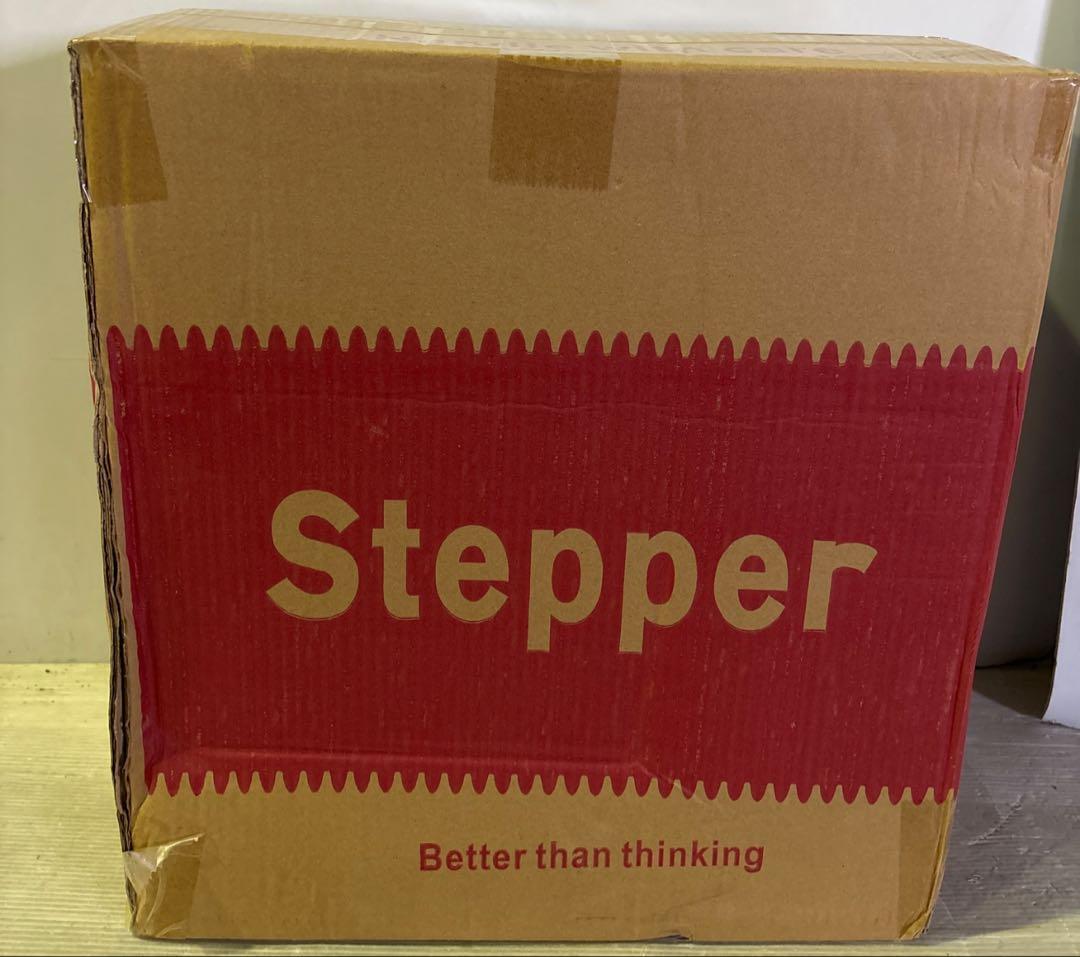 Stepper
Better than thinking